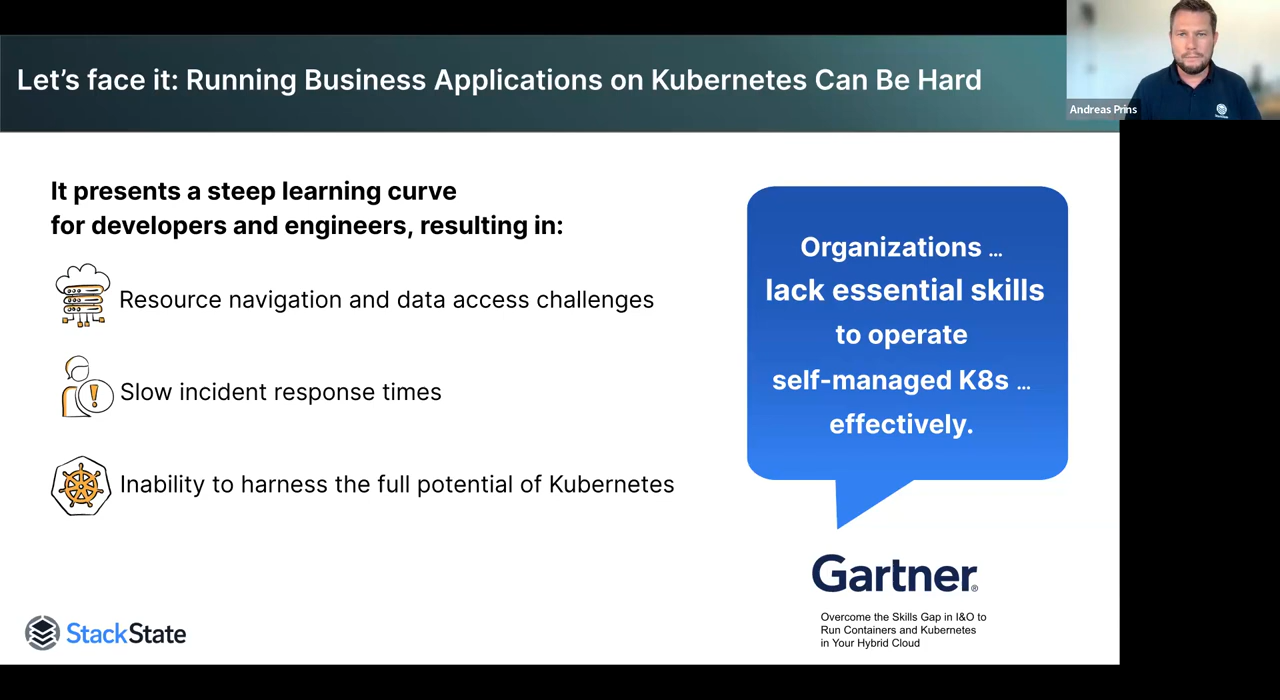 Let's face it: Running Business Applications on Kubernetes Can Be Hard
Andreas Prins
It presents a steep learning curve
for developers and engineers, resulting in:
Resource navigation and data access challenges
Slow incident response times
Inability to harness the full potential of Kubernetes
Organizations ...
lack essential skills
to operate
self-managed K8s ...
effectively.
Gartner®
Overcome the Skills Gap in I&O to
Run Containers and Kubernetes
in Your Hybrid Cloud
StackState